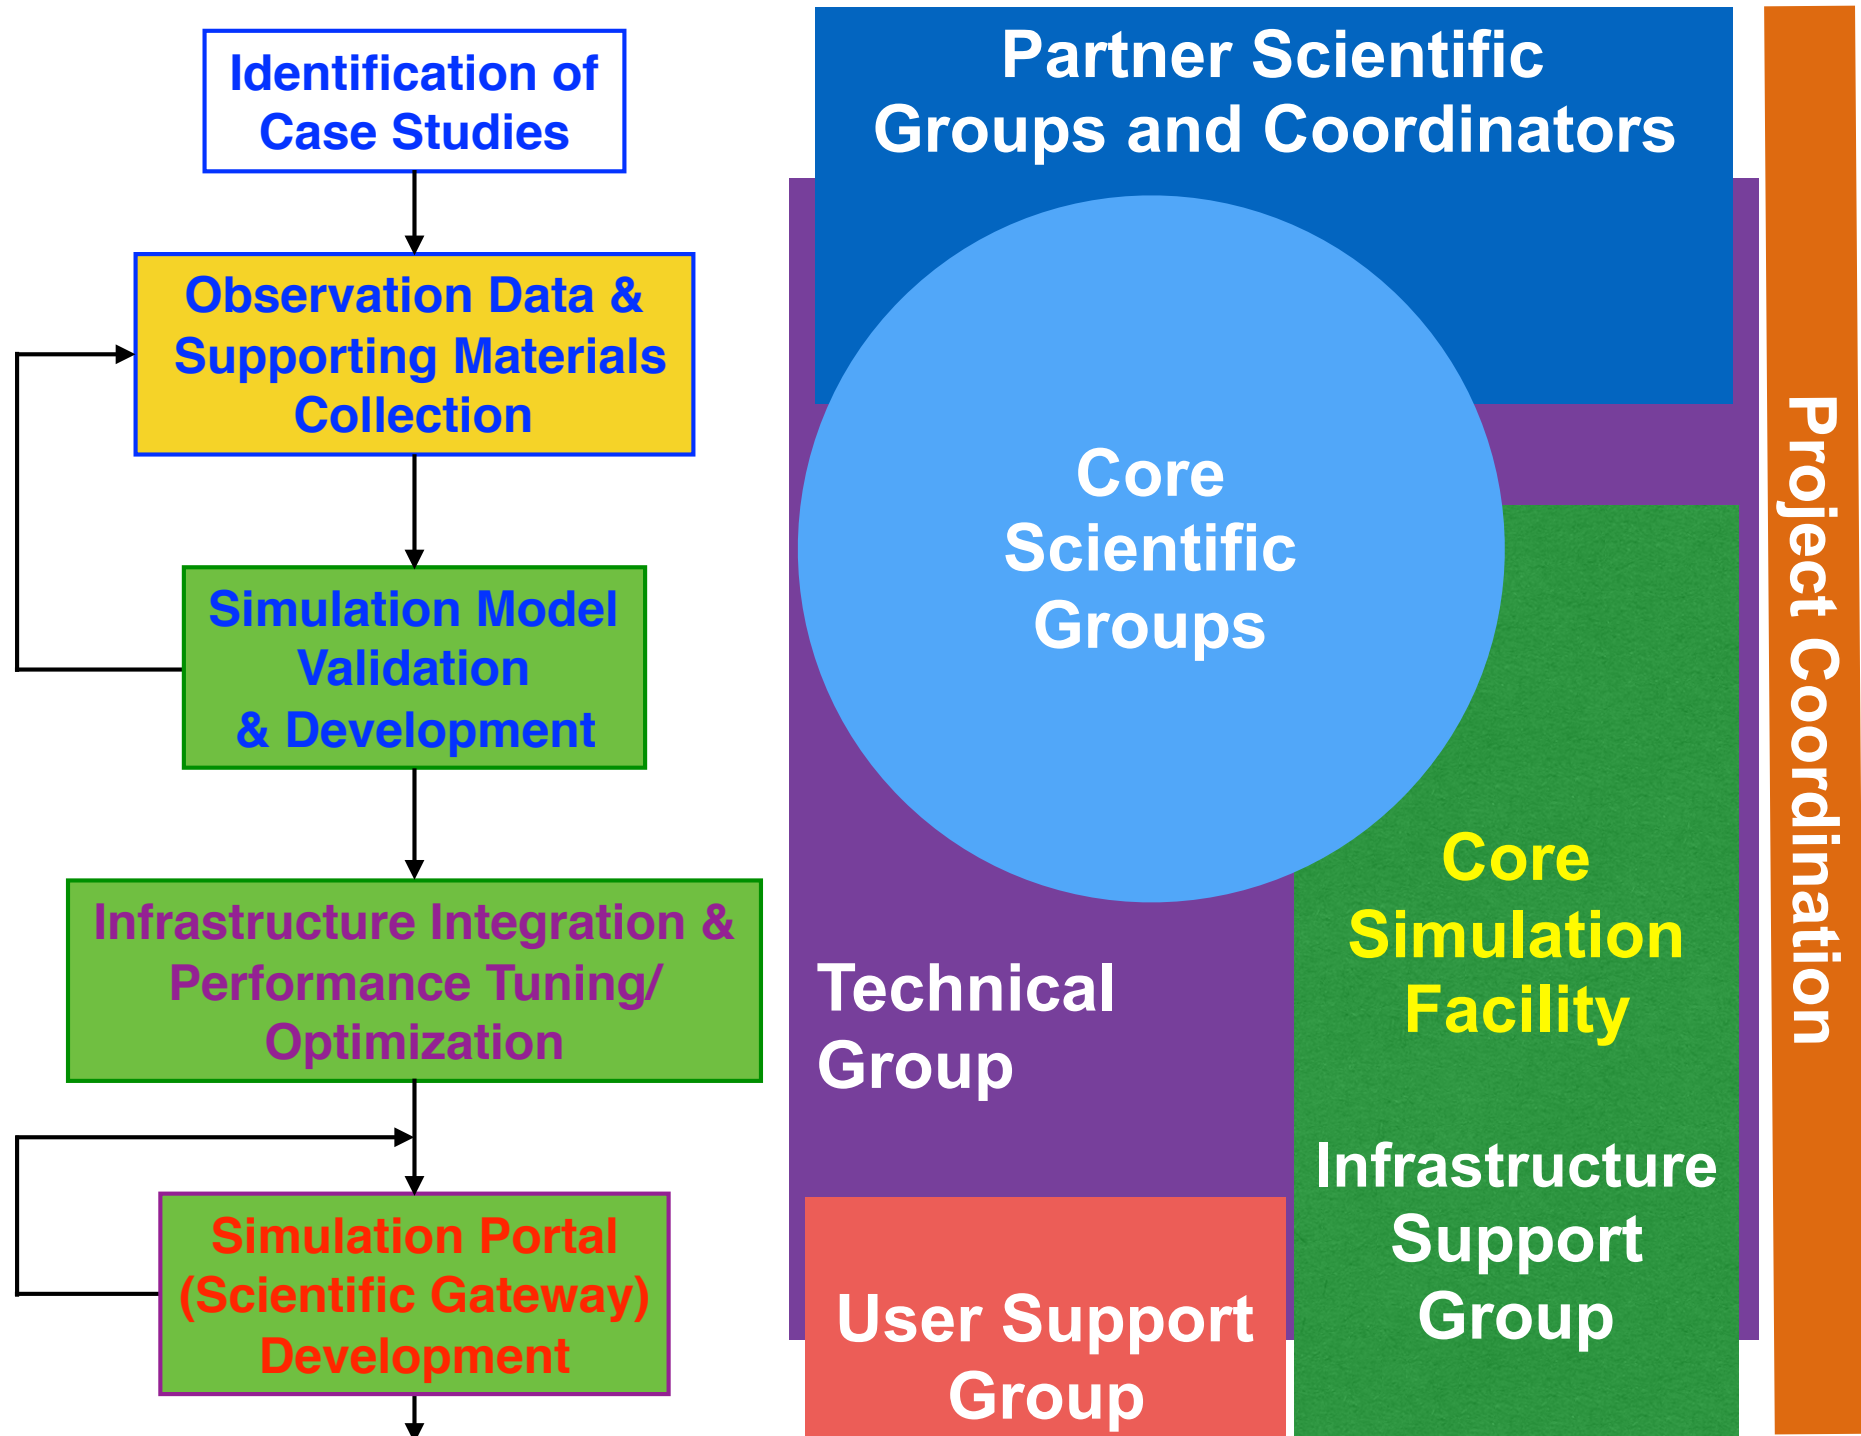 Identification of
Case Studies
Observation Data &
Supporting Materials
Collection
Simulation Model
Validation
& Development
Infrastructure Integration &
Performance Tuning/
Optimization
Simulation Portal
(Scientific Gateway)
Development
Partner Scientific
Groups and Coordinators
Core
Scientific
Groups
Technical
Group
Core
Simulation
Facility
Infrastructure
Support
Group
User Support
Group
Project Coordination